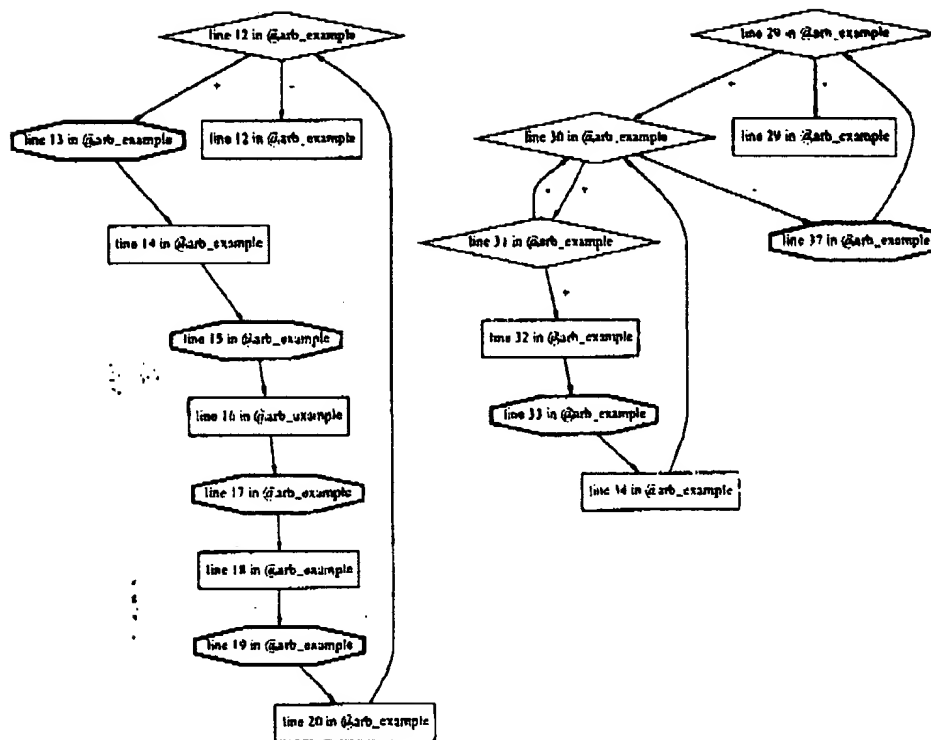 line 12 in @arb_example
+
-
line 13 in @arb_example
line 12 in @arb_example
line 14 in @arb_example
line 15 in @arb_example
line 16 in @arb_example
line 17 in @arb_example
line 18 in @arb_example
line 19 in @arb_example
line 20 in @arb_example
line 29 in @arb_example
+
line 30 in @arb_example
line 29 in @arb_example
-
line 31 in @arb_example
line 37 in @arb_example
+
line 32 in @arb_example
line 33 in @arb_example
line 34 in @arb_example